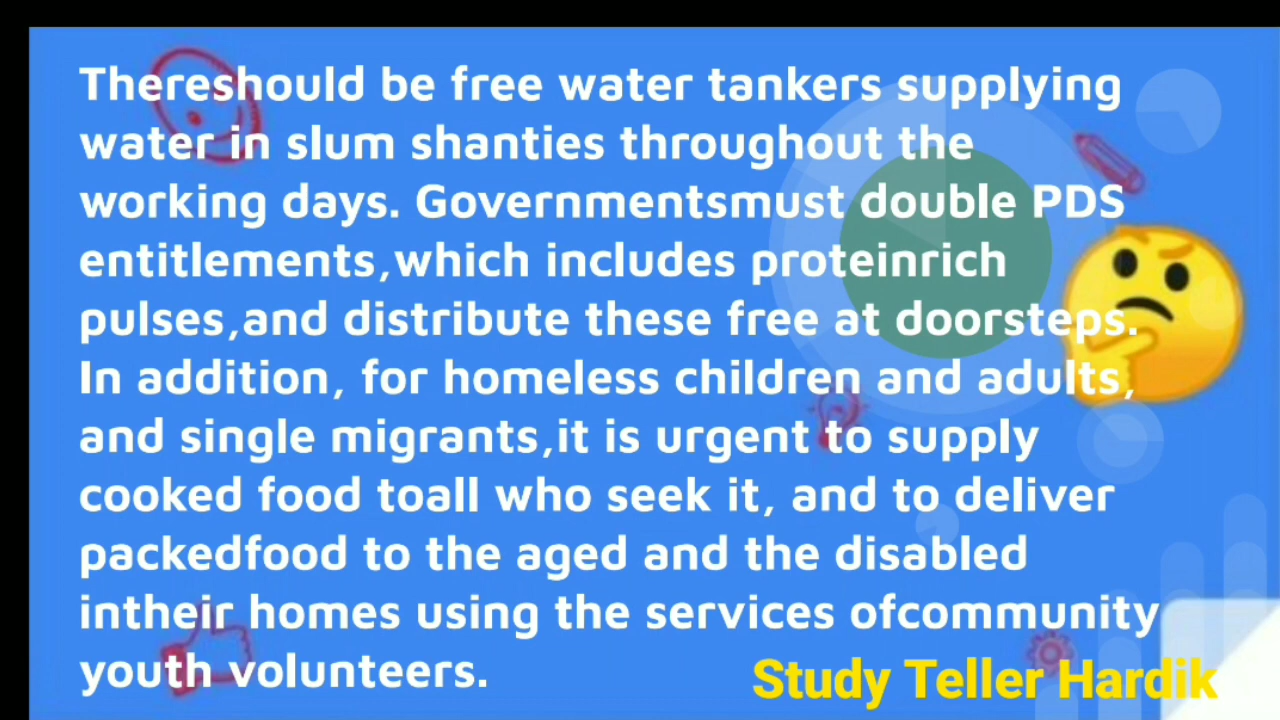 Thereshould be free water tankers supplying
water in slum shanties throughout the
working days. Governmentsmust double PDS
entitlements,which includes proteinrich
pulses,and distribute these free at doorsteps.
In addition, for homeless children and adults,
and single migrants,it is urgent to supply
cooked food toall who seek it, and to deliver
packedfood to the aged and the disabled
intheir homes using the services ofcommunity
youth volunteers.
Study Teller Hardik